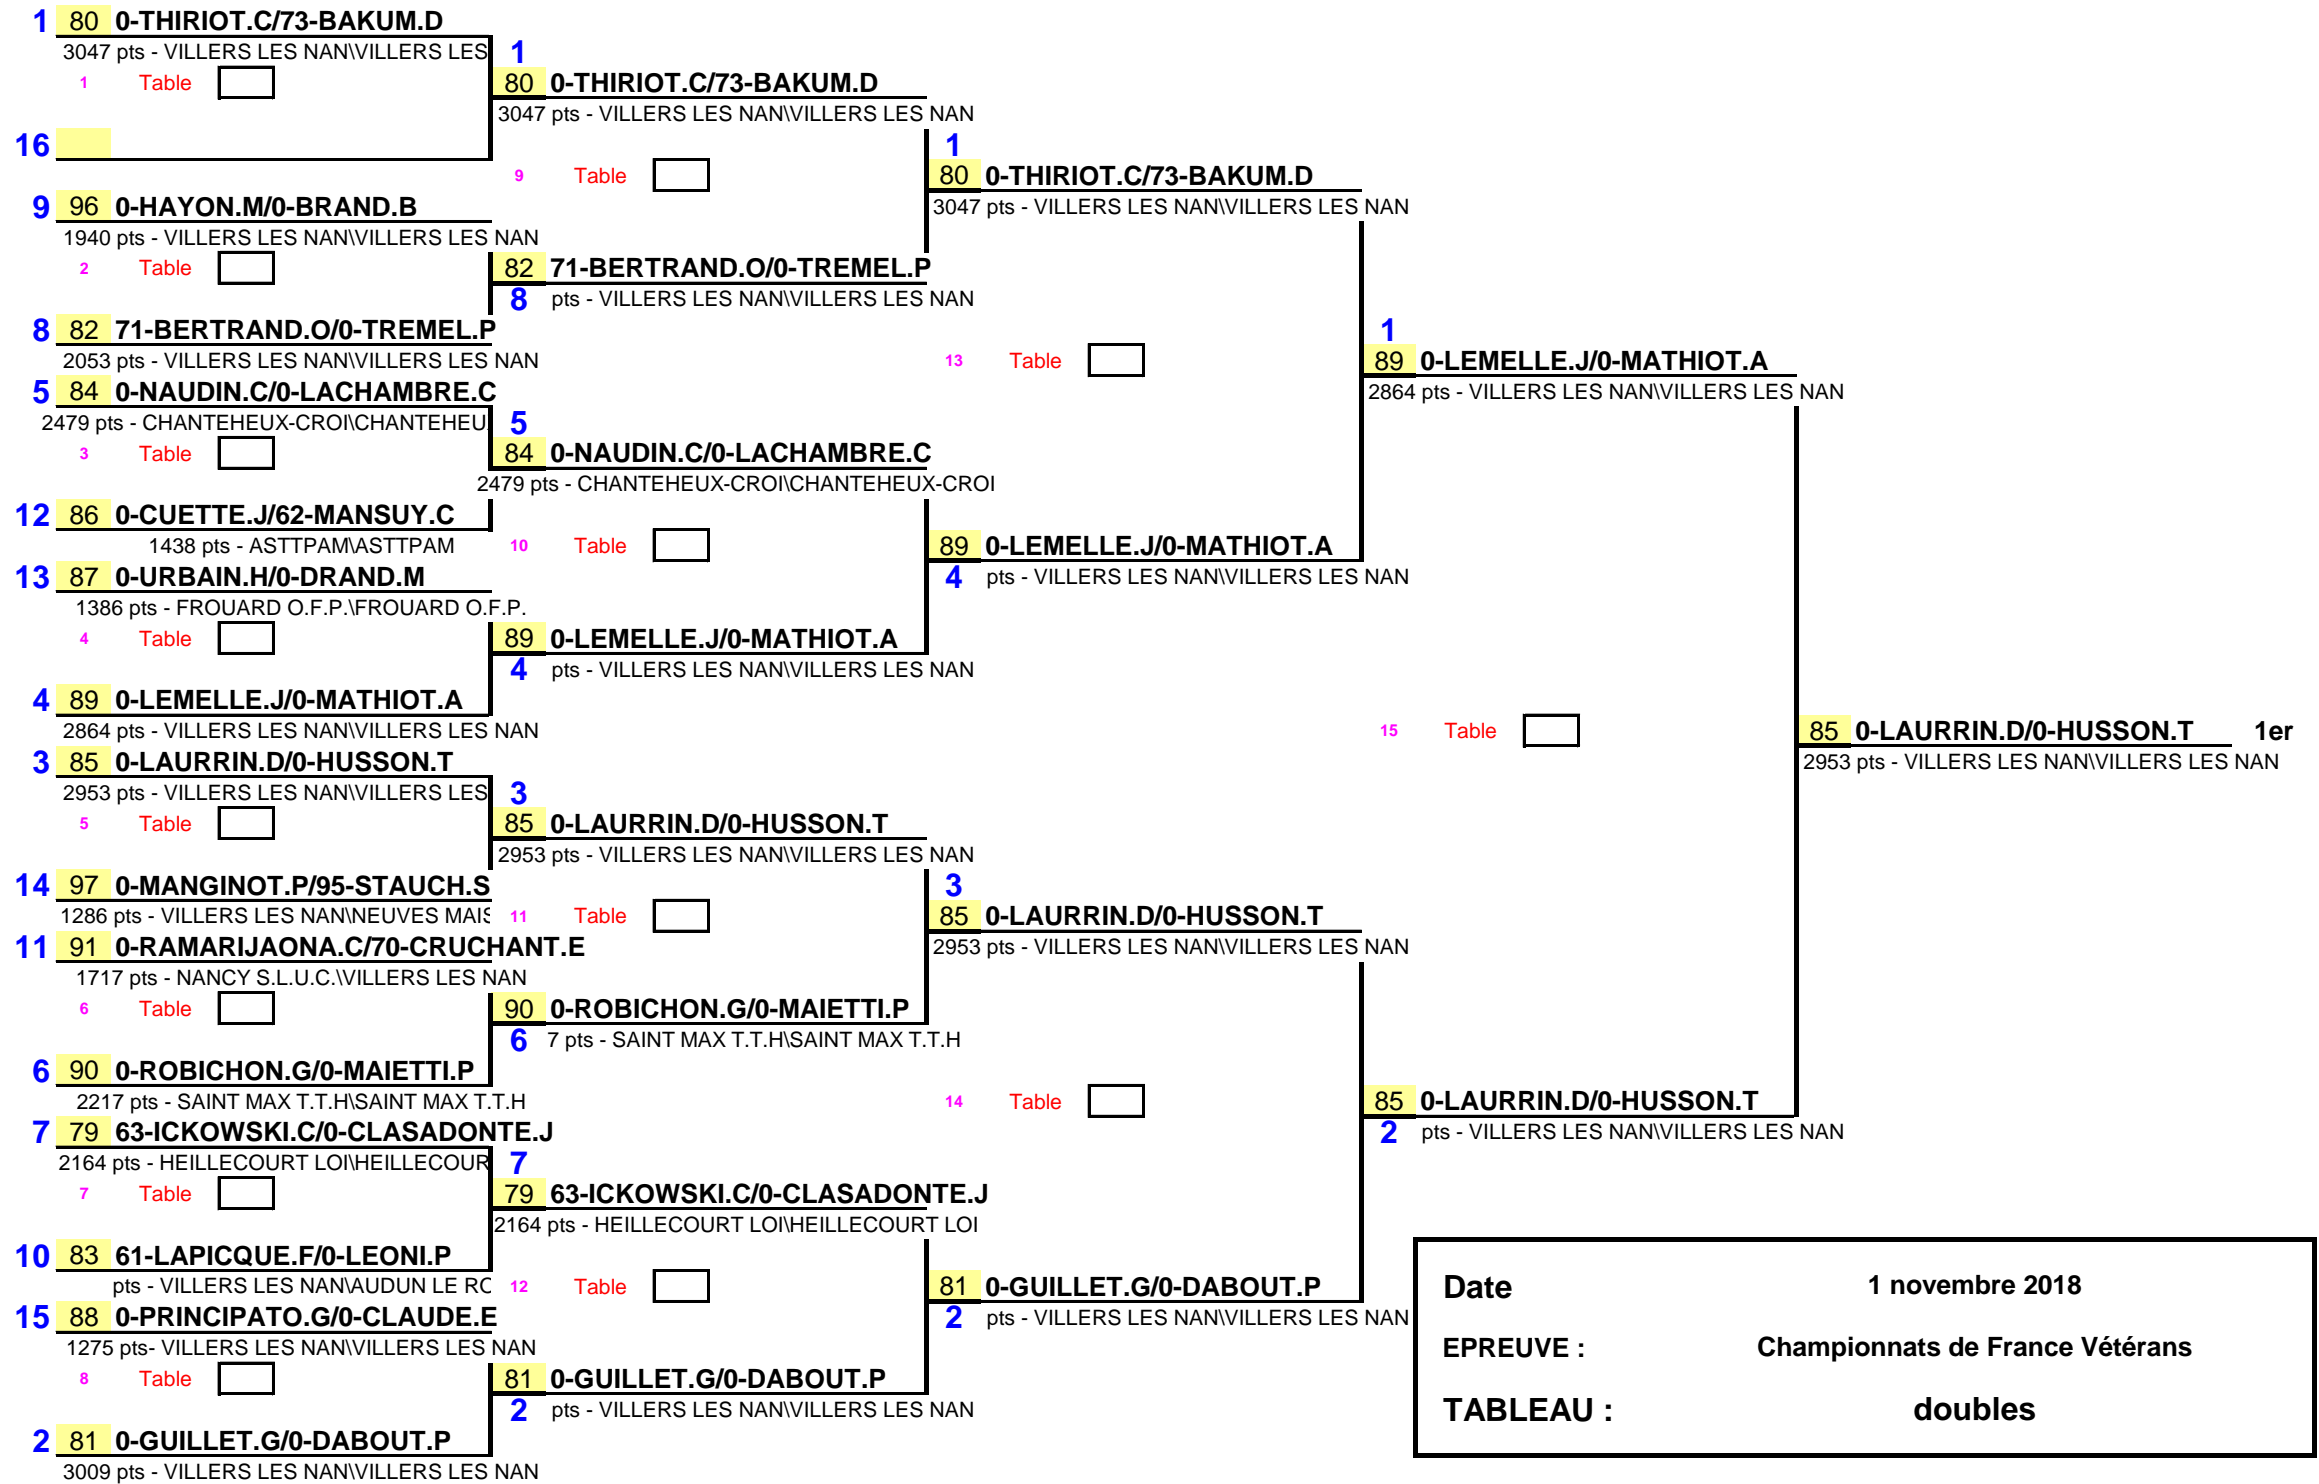 1 80 0-THIRIOT.C/73-BAKUM.D
3047 pts - VILLERS LES NAN\VILLERS LES
1 Table
16
9 96 0-HAYON.M/0-BRAND.B
1940 pts - VILLERS LES NAN\VILLERS LES NAN
2 Table
8 82 71-BERTRAND.O/0-TREMEL.P
2053 pts - VILLERS LES NAN\VILLERS LES NAN
5 84 0-NAUDIN.C/0-LACHAMBRE.C
2479 pts - CHANTEHEUX-CROI\CHANTEHEU
3 Table
12 86 0-CUETTE.J/62-MANSUY.C
1438 pts - ASTTPAM\ASTTPAM
13 87 0-URBAIN.H/0-DRAND.M
1386 pts - FROUARD O.F.P.\FROUARD O.F.P.
4 Table
4 89 0-LEMELLE.J/0-MATHIOT.A
2864 pts - VILLERS LES NAN\VILLERS LES NAN
3 85 0-LAURRIN.D/0-HUSSON.T
2953 pts - VILLERS LES NAN\VILLERS LES
5 Table
14 97 0-MANGINOT.P/95-STAUCH.S
1286 pts - VILLERS LES NAN\NEUVES MAIS
11 91 0-RAMARIJAONA.C/70-CRUCHANT.E
1717 pts - NANCY S.L.U.C.\VILLERS LES NAN
6 Table
6 90 0-ROBICHON.G/0-MAIETTI.P
2217 pts - SAINT MAX T.T.H\SAINT MAX T.T.H
7 79 63-ICKOWSKI.C/0-CLASADONTE.J
2164 pts - HEILLECOURT LOI\HEILLECOUR
7 Table
10 83 61-LAPICQUE.F/0-LEONI.P
pts - VILLERS LES NAN\AUDUN LE RO
15 88 0-PRINCIPATO.G/0-CLAUDE.E
1275 pts- VILLERS LES NAN\VILLERS LES NAN
8 Table
2 81 0-GUILLET.G/0-DABOUT.P
3009 pts - VILLERS LES NAN\VILLERS LES NAN
1
80 0-THIRIOT.C/73-BAKUM.D
3047 pts - VILLERS LES NAN\VILLERS LES NAN
9 Table
82 71-BERTRAND.O/0-TREMEL.P
8 pts - VILLERS LES NAN\VILLERS LES NAN
5
84 0-NAUDIN.C/0-LACHAMBRE.C
2479 pts - CHANTEHEUX-CROI\CHANTEHEUX-CROI
10 Table
89 0-LEMELLE.J/0-MATHIOT.A
4 pts - VILLERS LES NAN\VILLERS LES NAN
3
85 0-LAURRIN.D/0-HUSSON.T
2953 pts - VILLERS LES NAN\VILLERS LES NAN
11 Table
90 0-ROBICHON.G/0-MAIETTI.P
6 7 pts - SAINT MAX T.T.H\SAINT MAX T.T.H
7
79 63-ICKOWSKI.C/0-CLASADONTE.J
2164 pts - HEILLECOURT LOI\HEILLECOURT LOI
12 Table
81 0-GUILLET.G/0-DABOUT.P
2 pts - VILLERS LES NAN\VILLERS LES NAN
1
80 0-THIRIOT.C/73-BAKUM.D
3047 pts - VILLERS LES NAN\VILLERS LES NAN
13 Table
89 0-LEMELLE.J/0-MATHIOT.A
4 pts - VILLERS LES NAN\VILLERS LES NAN
3
85 0-LAURRIN.D/0-HUSSON.T
2953 pts - VILLERS LES NAN\VILLERS LES NAN
14 Table
81 0-GUILLET.G/0-DABOUT.P
2 pts - VILLERS LES NAN\VILLERS LES NAN
1
89 0-LEMELLE.J/0-MATHIOT.A
2864 pts - VILLERS LES NAN\VILLERS LES NAN
15 Table
85 0-LAURRIN.D/0-HUSSON.T
2 pts - VILLERS LES NAN\VILLERS LES NAN
85 0-LAURRIN.D/0-HUSSON.T 1er
2953 pts - VILLERS LES NAN\VILLERS LES NAN
Date 1 novembre 2018
EPREUVE : Championnats de France Vétérans
TABLEAU : doubles